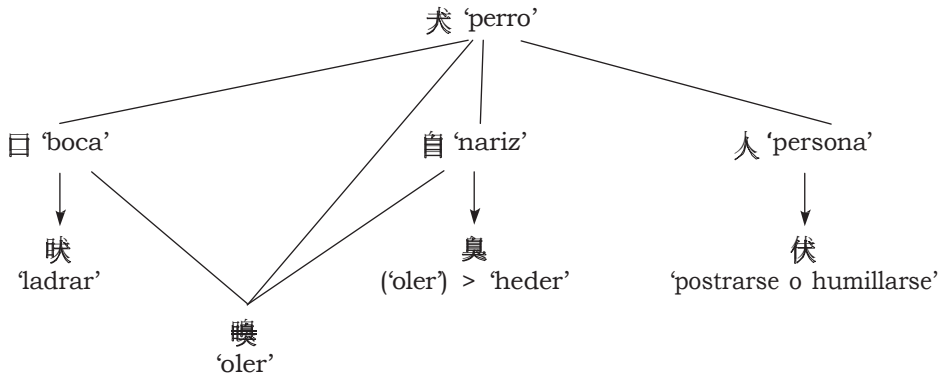 犬 ‘perro’
口 ‘boca’
自 ‘nariz’
人 ‘persona’
吠
‘ladrar’
臭
(‘oler’) > ‘heder’
伏
‘postrarse o humillarse’
嗅
‘oler’